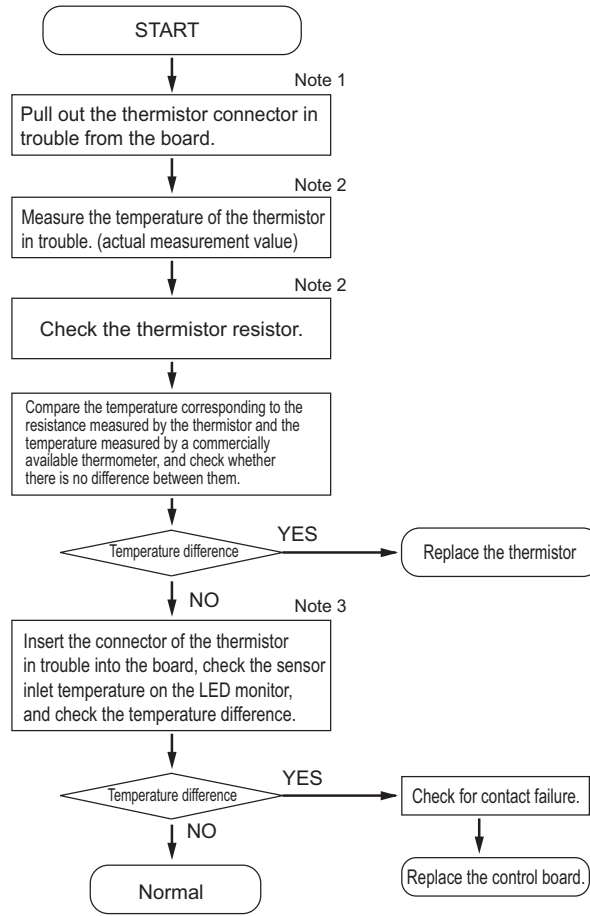 START
Note 1
Pull out the thermistor connector in
trouble from the board.
Note 2
Measure the temperature of the thermistor
in trouble. (actual measurement value)
Note 2
Check the thermistor resistor.
Compare the temperature corresponding to the
resistance measured by the thermistor and the
temperature measured by a commercially
available thermometer, and check whether
there is no difference between them.
Temperature difference
YES
Replace the thermistor
NO
Note 3
Insert the connector of the thermistor
in trouble into the board, check the sensor
inlet temperature on the LED monitor,
and check the temperature difference.
Temperature difference
YES
Check for contact failure.
NO
Replace the control board.
Normal